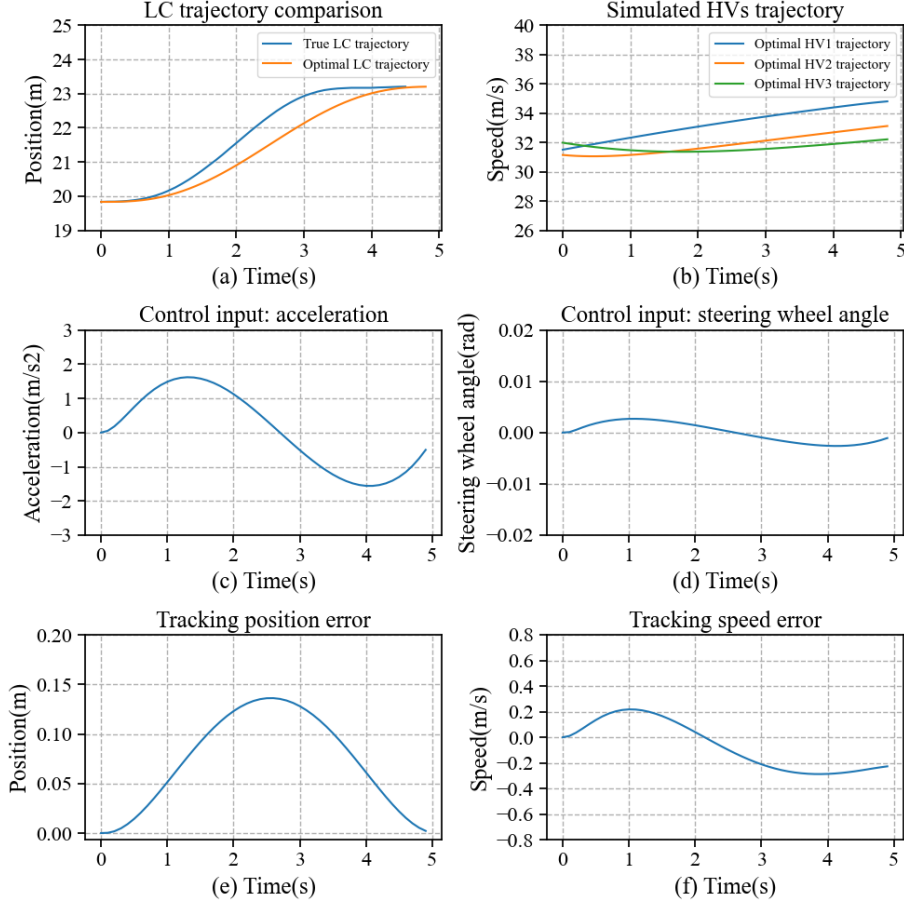 LC trajectory comparison
25
24
23
22
21
20
19
Position(m)
True LC trajectory
Optimal LC trajectory
0 1 2 3 4 5
(a) Time(s)
Simulated HVs trajectory
40
38
36
34
32
30
28
26
Speed(m/s)
Optimal HV1 trajectory
Optimal HV2 trajectory
Optimal HV3 trajectory
0 1 2 3 4 5
(b) Time(s)
Control input: acceleration
3
2
1
0
−1
−2
−3
Acceleration(m/s2)
0 1 2 3 4 5
(c) Time(s)
Control input: steering wheel angle
0.02
0.01
0.00
−0.01
−0.02
Steering wheel angle(rad)
0 1 2 3 4 5
(d) Time(s)
Tracking position error
0.20
0.15
0.10
0.05
0.00
Position(m)
0 1 2 3 4 5
(e) Time(s)
Tracking speed error
0.8
0.6
0.4
0.2
0.0
−0.2
−0.4
−0.6
−0.8
Speed(m/s)
0 1 2 3 4 5
(f) Time(s)